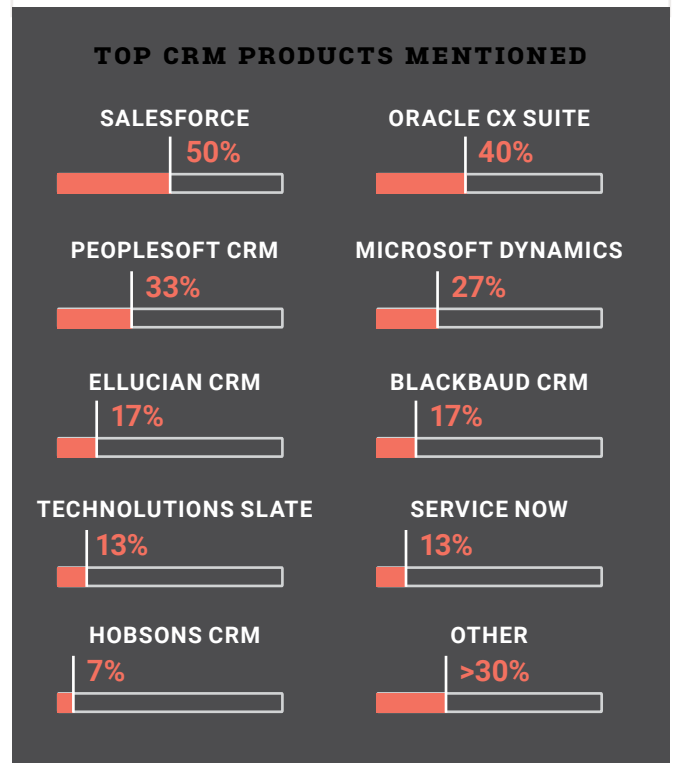 TOP CRM PRODUCTS MENTIONED
SALESFORCE
50%
ORACLE CX SUITE
40%
PEOPLESOFT CRM
33%
MICROSOFT DYNAMICS
27%
ELLUCIAN CRM
17%
BLACKBAUD CRM
17%
TECHNOLUTIONS SLATE
13%
SERVICE NOW
13%
HOBSONS CRM
7%
OTHER
>30%